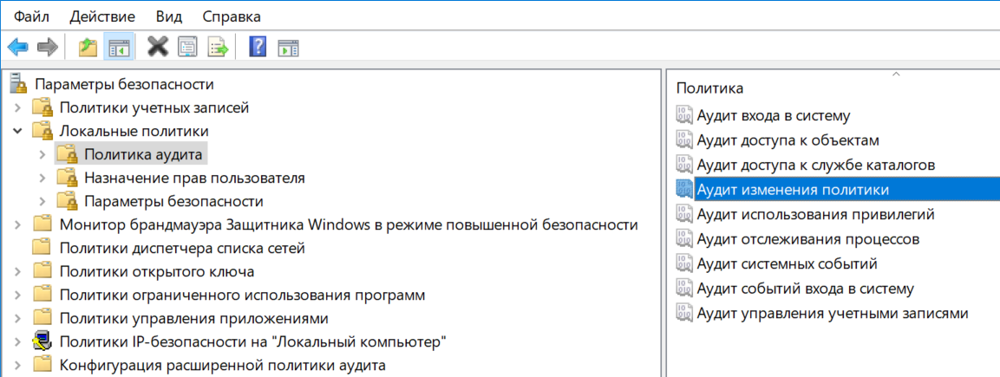 Файл Действие Вид Справка
Параметры безопасности
Политики учетных записей
Локальные политики
Политика аудита
Назначение прав пользователя
Параметры безопасности
Монитор брандмауэра Защитника Windows в режиме повышенной безопасности
Политики диспетчера списка сетей
Политики открытого ключа
Политики ограниченного использования программ
Политики управления приложениями
Политики IP-безопасности на "Локальный компьютер"
Конфигурация расширенной политики аудита
Политика
Аудит входа в систему
Аудит доступа к объектам
Аудит доступа к службе каталогов
Аудит изменения политики
Аудит использования привилегий
Аудит отслеживания процессов
Аудит системных событий
Аудит событий входа в систему
Аудит управления учетными записями